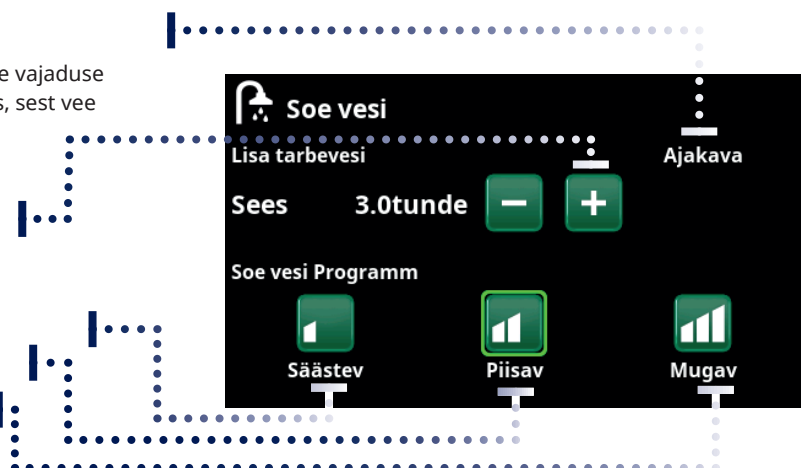 e vajaduse
s, sest vee
Soe vesi
Lisa tarbevesi
Ajakava
Sees 3.0tunde − +
Soe vesi Programm
Säästev Piisav Mugav